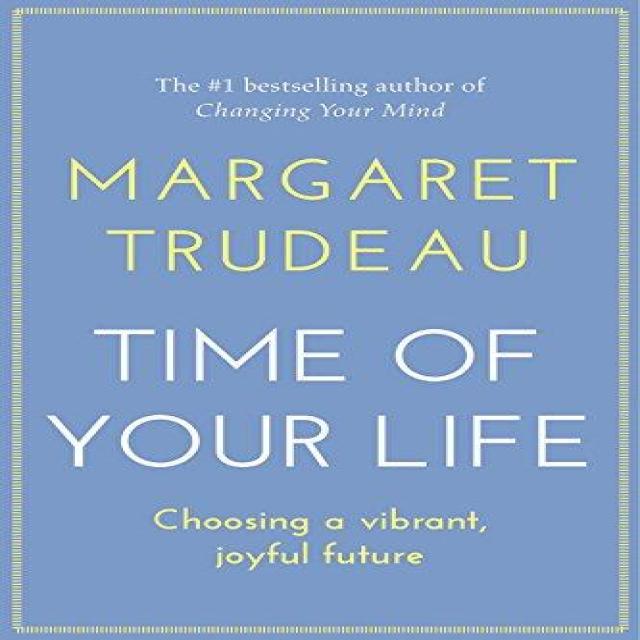 The #1 bestselling author of
Changing Your Mind
MARGARET
TRUDEAU
TIME OF
YOUR LIFE
Choosing a vibrant,
joyful future